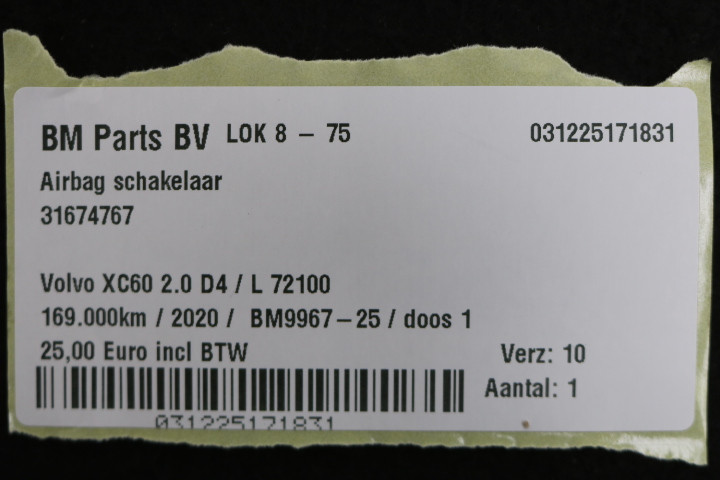 BM Parts BV LOK 8 – 75 031225171831
Airbag schakelaar
31674767
Volvo XC60 2.0 D4 / L 72100
169.000km / 2020 / BM9967–25 / doos 1
25,00 Euro incl BTW Verz: 10
Aantal: 1
031225171831